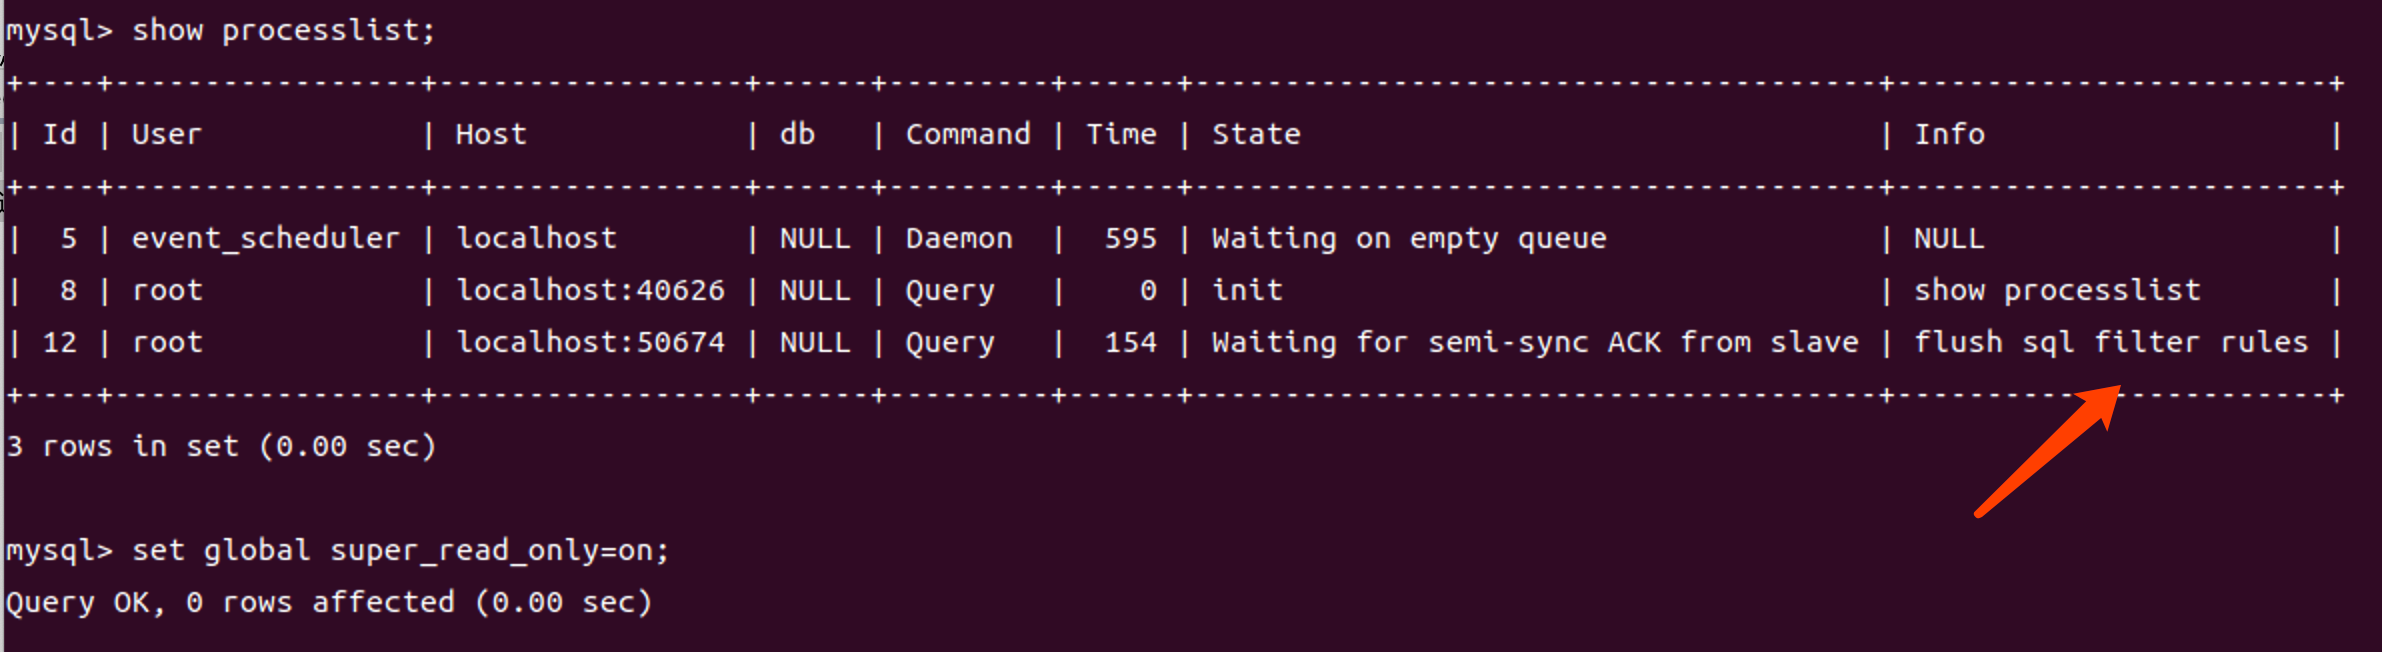 mysql> show processlist;
+----+-----------------+-----------------+------+---------+------+--------------------------------------+------------------------+
| Id | User            | Host            | db   | Command | Time | State                                | Info                   |
+----+-----------------+-----------------+------+---------+------+--------------------------------------+------------------------+
|  5 | event_scheduler | localhost       | NULL | Daemon  |  595 | Waiting on empty queue               | NULL                   |
|  8 | root            | localhost:40626 | NULL | Query   |    0 | init                                 | show processlist       |
| 12 | root            | localhost:50674 | NULL | Query   |  154 | Waiting for semi-sync ACK from slave | flush sql filter rules |
+----+-----------------+-----------------+------+---------+------+--------------------------------------+------------------------+
3 rows in set (0.00 sec)
mysql> set global super_read_only=on;
Query OK, 0 rows affected (0.00 sec)